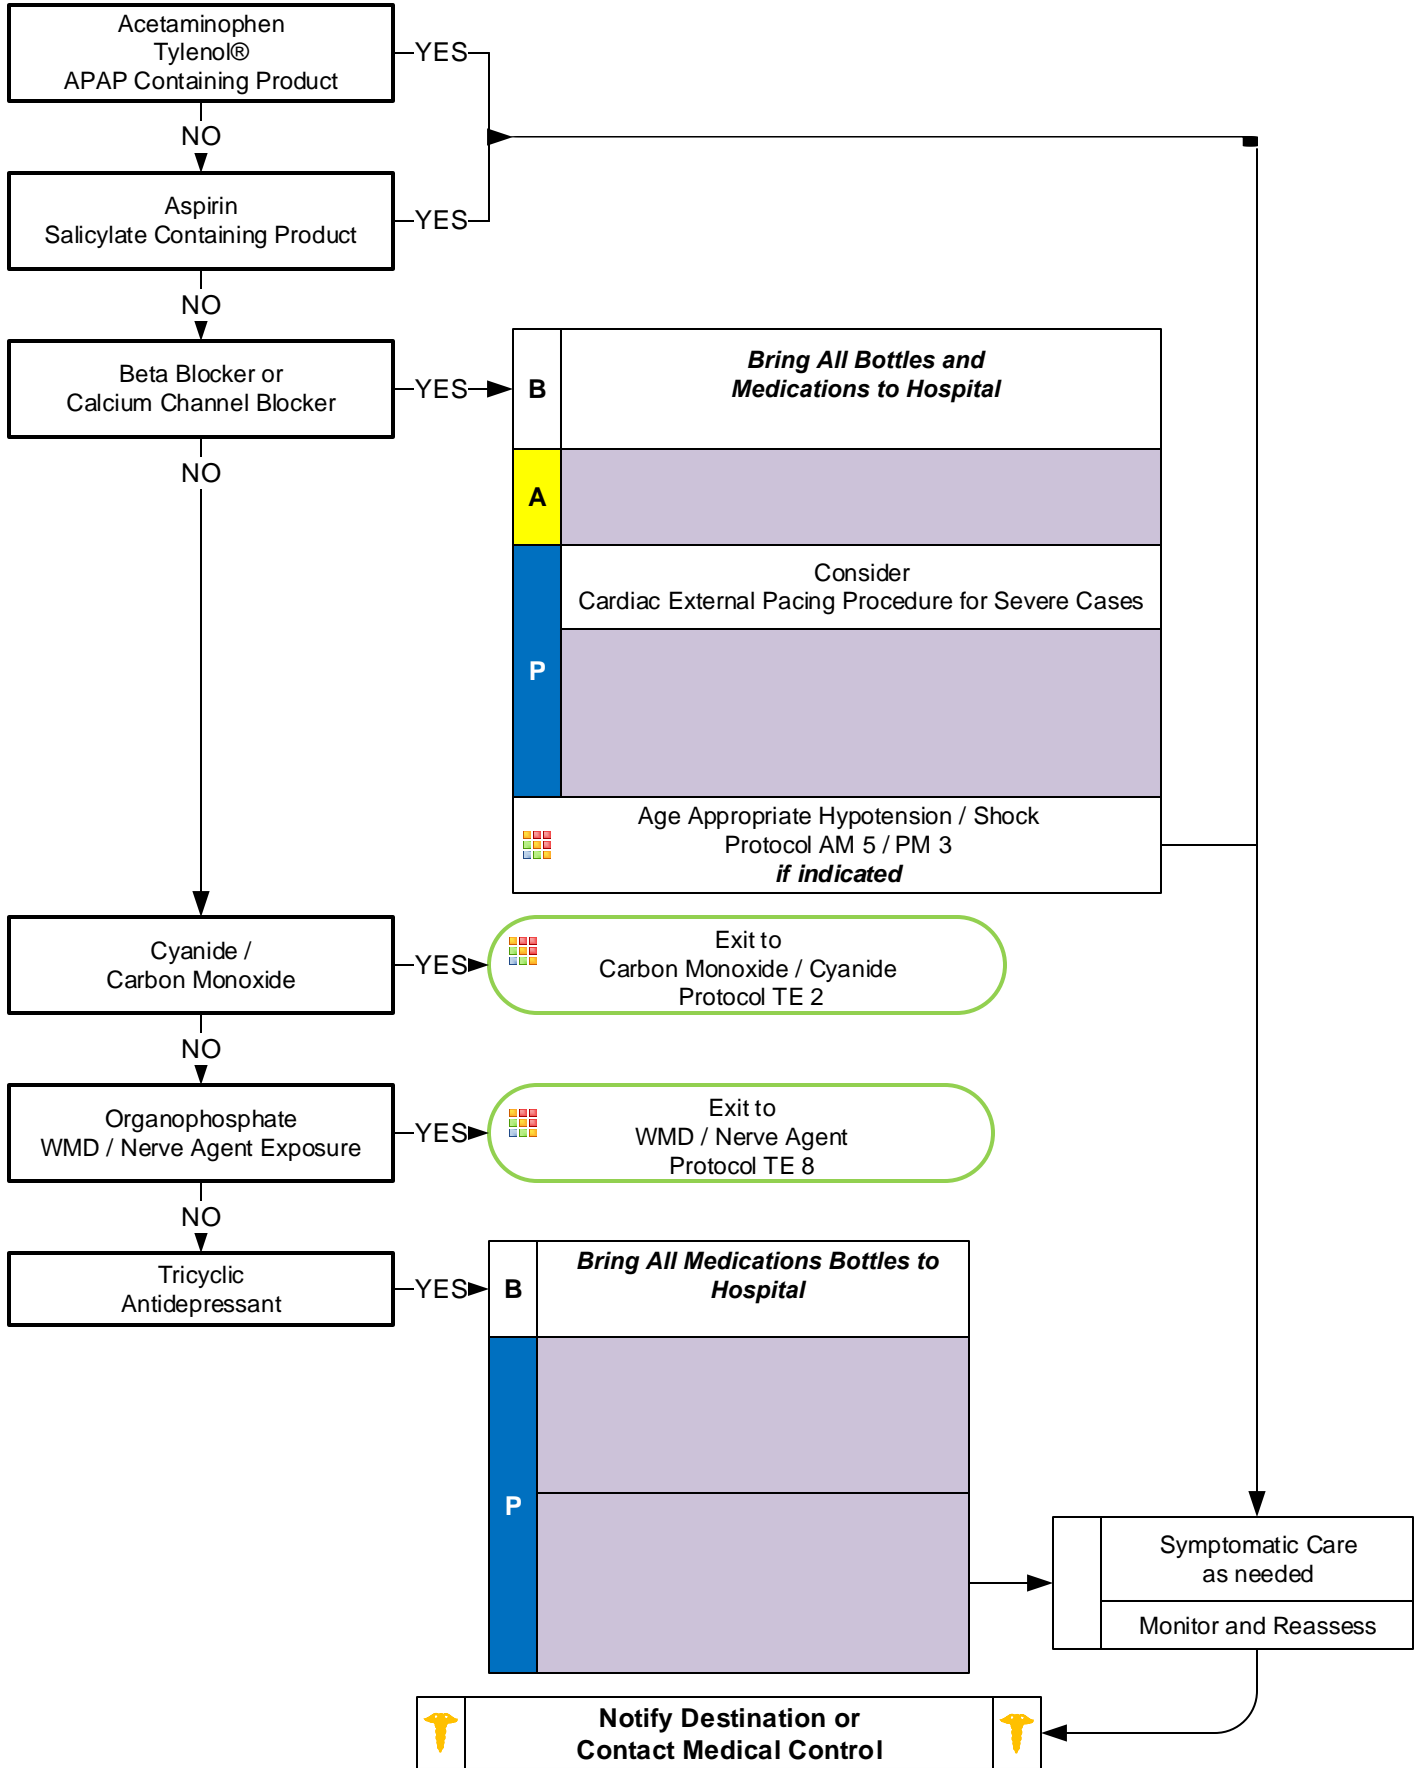 Acetaminophen
Tylenol®
APAP Containing Product
YES
NO
Aspirin
Salicylate Containing Product
YES
NO
Beta Blocker or
Calcium Channel Blocker
YES
B
Bring All Bottles and
Medications to Hospital
A
P
Consider
Cardiac External Pacing Procedure for Severe Cases
Age Appropriate Hypotension / Shock
Protocol AM 5 / PM 3
if indicated
NO
Cyanide /
Carbon Monoxide
YES
Exit to
Carbon Monoxide / Cyanide
Protocol TE 2
NO
Organophosphate
WMD / Nerve Agent Exposure
YES
Exit to
WMD / Nerve Agent
Protocol TE 8
NO
Tricyclic
Antidepressant
YES
B
Bring All Medications Bottles to
Hospital
P
Symptomatic Care
as needed
Monitor and Reassess
Notify Destination or
Contact Medical Control